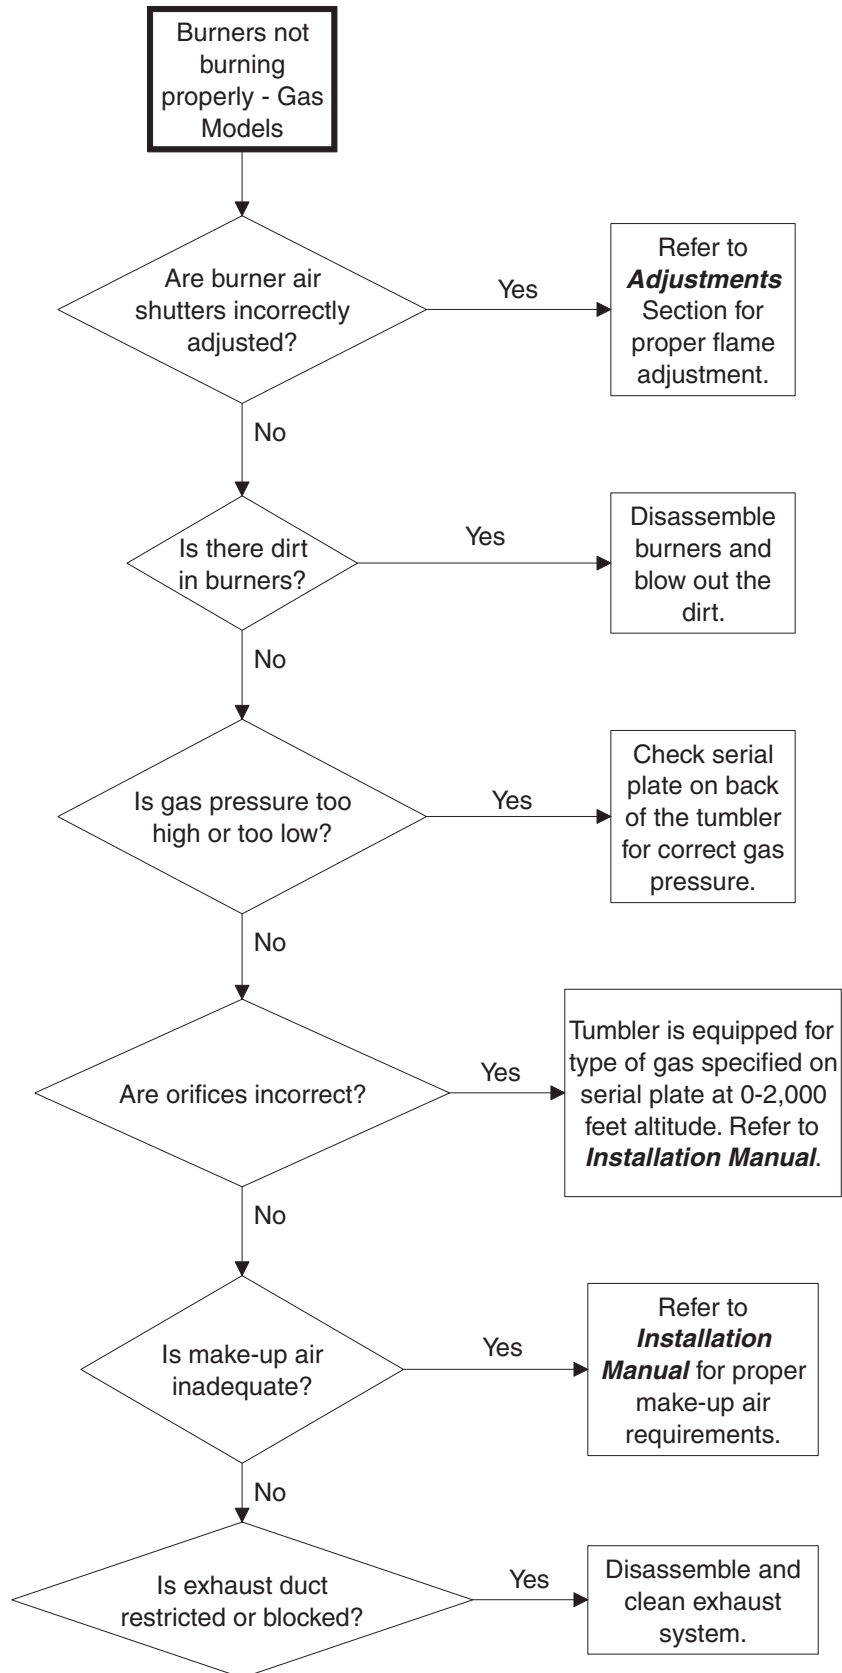 Burners not
burning
properly - Gas
Models
Are burner air
shutters incorrectly
adjusted?
Yes
Refer to
Adjustments
Section for
proper flame
adjustment.
No
Is there dirt
in burners?
Yes
Disassemble
burners and
blow out the
dirt.
No
Is gas pressure too
high or too low?
Yes
Check serial
plate on back
of the tumbler
for correct gas
pressure.
No
Are orifices incorrect?
Yes
Tumbler is equipped for
type of gas specified on
serial plate at 0-2,000
feet altitude. Refer to
Installation Manual.
No
Is make-up air
inadequate?
Yes
Refer to
Installation
Manual for proper
make-up air
requirements.
No
Is exhaust duct
restricted or blocked?
Yes
Disassemble and
clean exhaust
system.